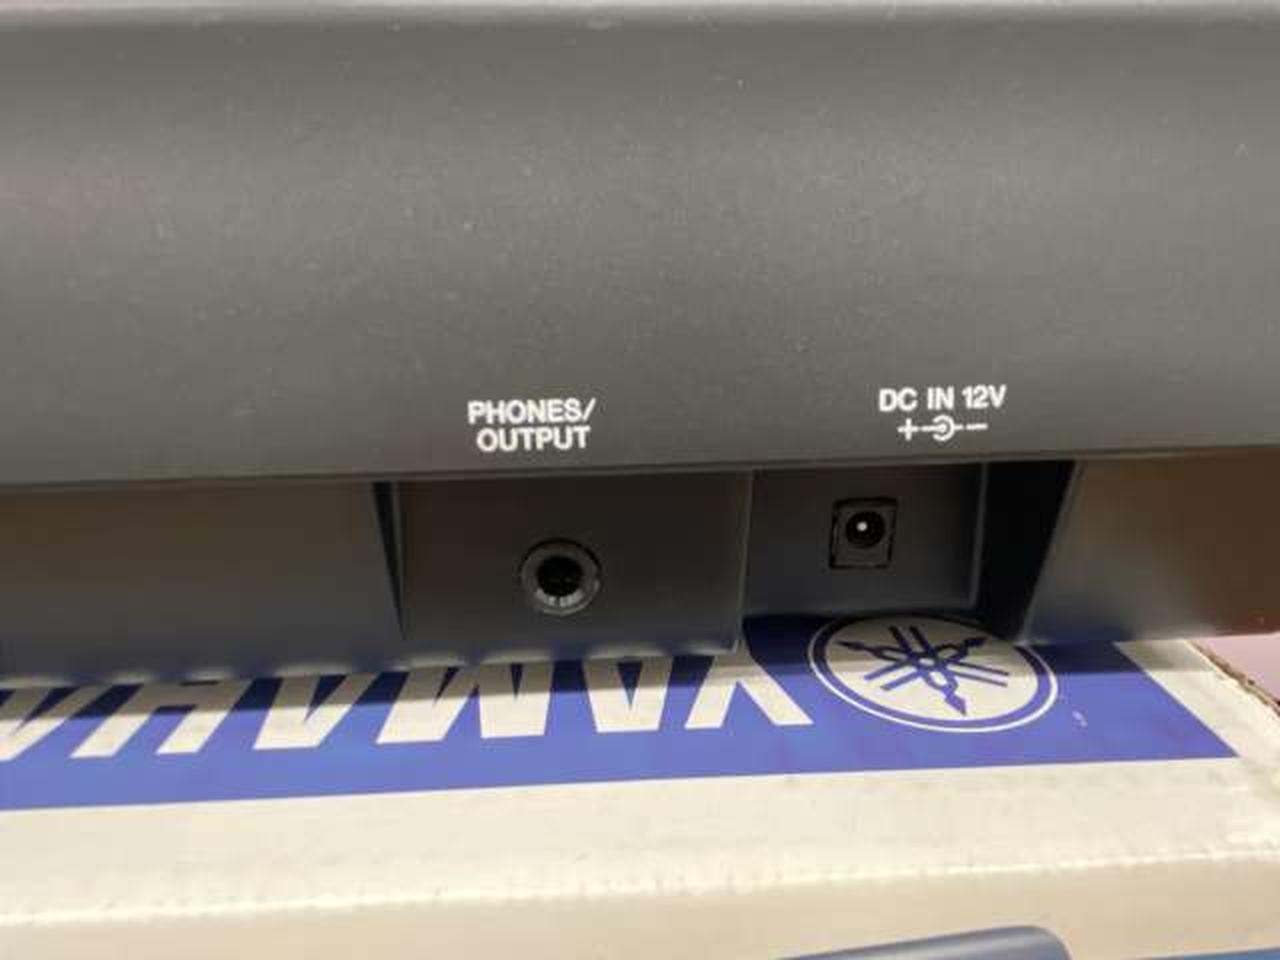 PHONES/
OUTPUT
DC IN 12V
+ -
YAMAHA